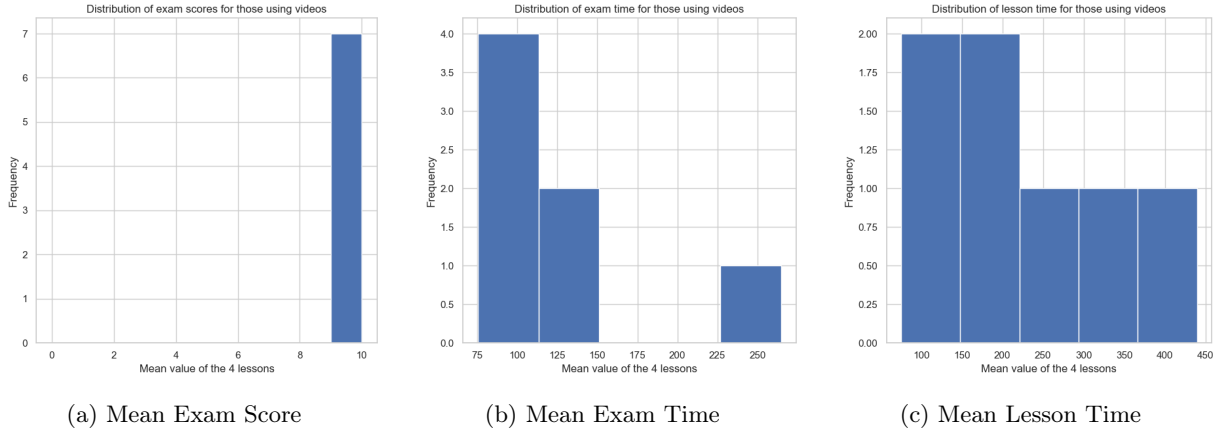 Distribution of exam scores for those using videos
7
6
5
4
3
2
1
0
Frequency
0 2 4 6 8 10
Mean value of the 4 lessons
(a) Mean Exam Score
Distribution of exam time for those using videos
4.0
3.5
3.0
2.5
2.0
1.5
1.0
0.5
0.0
Frequency
75 100 125 150 175 200 225 250
Mean value of the 4 lessons
(b) Mean Exam Time
Distribution of lesson time for those using videos
2.00
1.75
1.50
1.25
1.00
0.75
0.50
0.25
0.00
Frequency
100 150 200 250 300 350 400 450
Mean value of the 4 lessons
(c) Mean Lesson Time